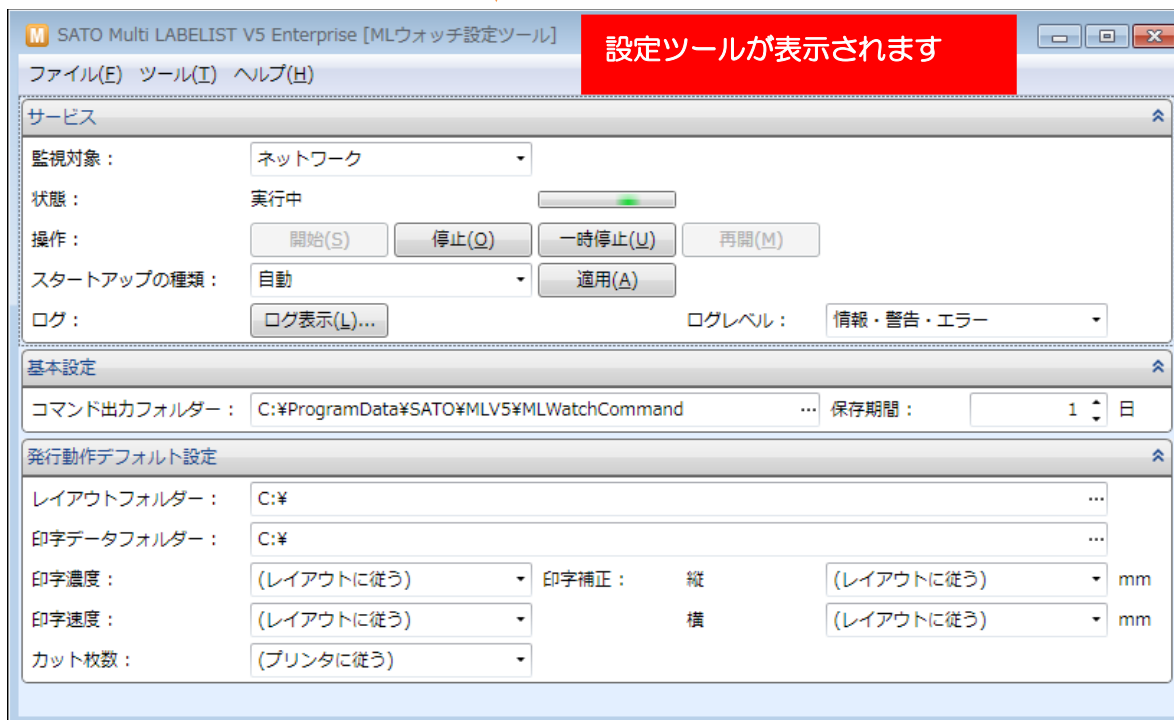 M SATO Multi LABELIST V5 Enterprise [MLウォッチ設定ツール]
設定ツールが表示されます
ファイル(F) ツール(T) ヘルプ(H)
サービス
監視対象： ネットワーク
状態： 実行中
操作： 開始(S) 停止(O) 一時停止(U) 再開(M)
スタートアップの種類： 自動 適用(A)
ログ： ログ表示(L)... ログレベル： 情報・警告・エラー
基本設定
コマンド出力フォルダー： C:¥ProgramData¥SATO¥MLV5¥MLWatchCommand ... 保存期間： 1 日
発行動作デフォルト設定
レイアウトフォルダー： C:¥ ...
印字データフォルダー： C:¥ ...
印字濃度： (レイアウトに従う) 印字補正： 縦 (レイアウトに従う) mm
印字速度： (レイアウトに従う) 横 (レイアウトに従う) mm
カット枚数： (プリンタに従う)